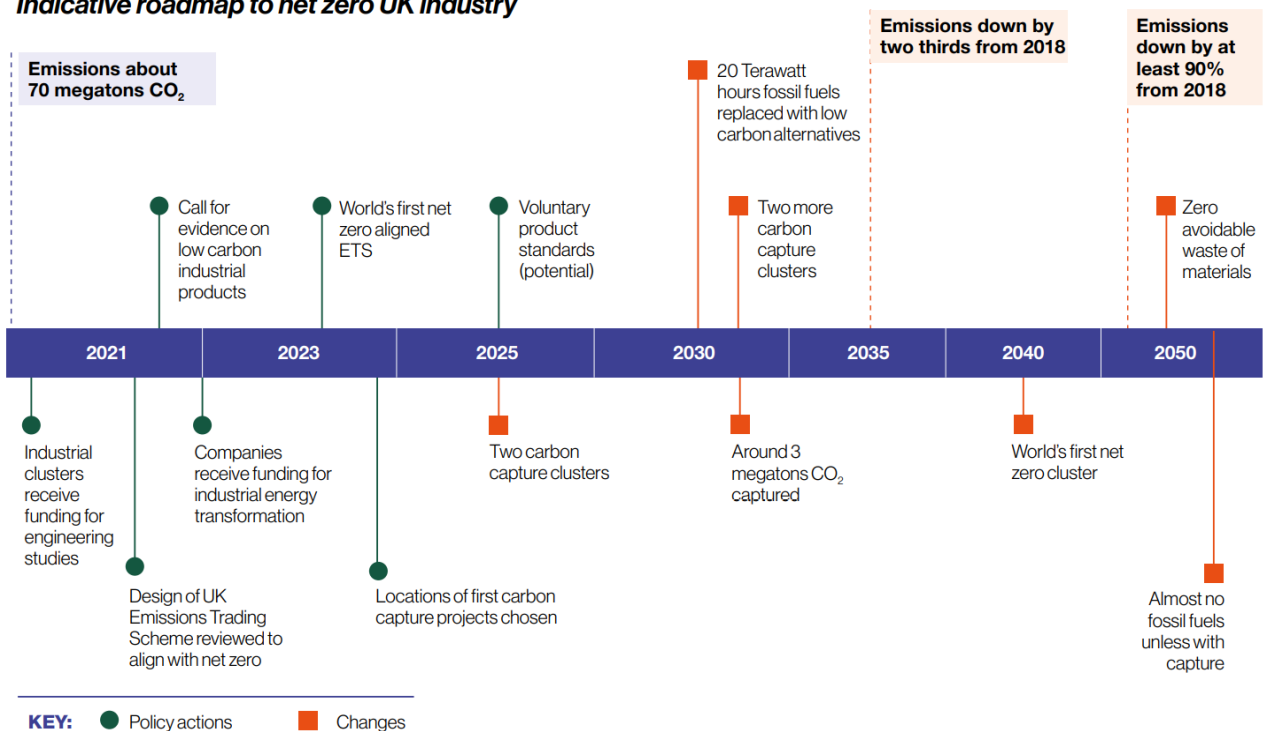 Indicative roadmap to net zero UK industry
Emissions about
70 megatons CO₂
Emissions down by
two thirds from 2018
Emissions
down by at
least 90%
from 2018
20 Terawatt
hours fossil fuels
replaced with low
carbon alternatives
Call for
evidence on
low carbon
industrial
products
World's first net
zero aligned
ETS
Voluntary
product
standards
(potential)
Two more
carbon
capture
clusters
Zero
avoidable
waste of
materials
2021
2023
2025
2030
2035
2040
2050
Industrial
clusters
receive
funding for
engineering
studies
Companies
receive funding for
industrial energy
transformation
Two carbon
capture clusters
Around 3
megatons CO₂
captured
World's first net
zero cluster
Design of UK
Emissions Trading
Scheme reviewed to
align with net zero
Locations of first carbon
capture projects chosen
Almost no
fossil fuels
unless with
capture
KEY:
Policy actions
Changes